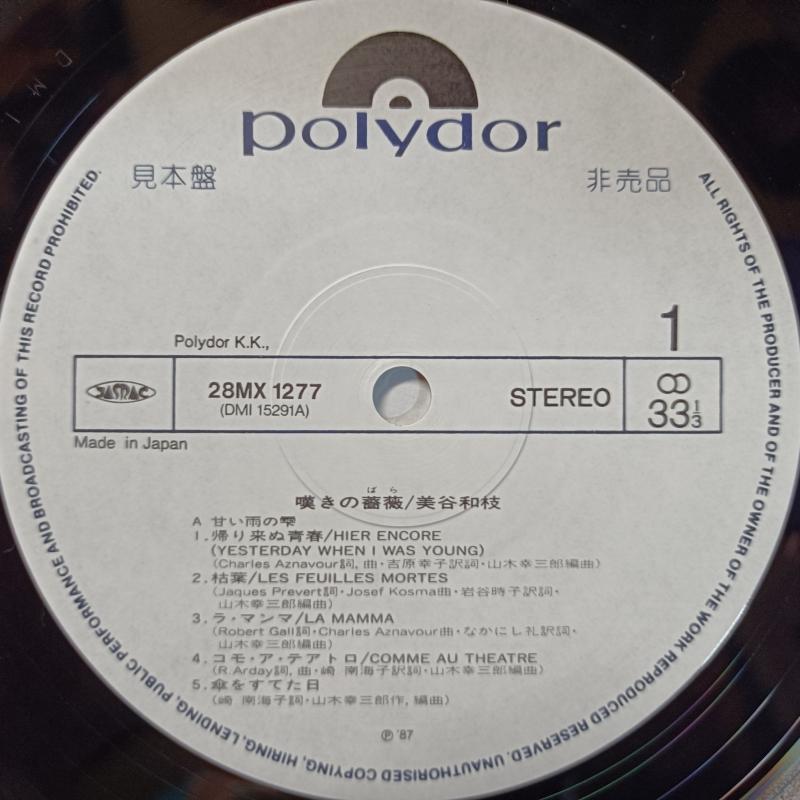 polydor
見本盤
非売品
1
Polydor K.K.,
JASRAC
28MX 1277
(DMI 15291A)
STEREO
33 1/3
Made in Japan
ばら
嘆きの薔薇/美谷和枝
A 甘い雨の雫
1.帰り来ぬ青春/HIER ENCORE
(YESTERDAY WHEN I WAS YOUNG)
(Charles Aznavour詞, 曲・吉原幸子訳詞・山木幸三郎編曲)
2.枯葉/LES FEUILLES MORTES
(Jaques Prevert詞・Josef Kosma曲・岩谷時子訳詞・
山木幸三郎編曲)
3.ラ・マンマ/LA MAMMA
(Robert Gall詞・Charles Aznavour曲・なかにし礼訳詞・
山木幸三郎編曲)
4.コモ・ア・テアトロ/COMME AU THEATRE
(R.Arday詞, 曲・崎 南海子訳詞・山木幸三郎編曲)
5.傘をすてた日
(崎 南海子詞・山木幸三郎作, 編曲)
Ⓟ '87
ALL RIGHTS OF THE PRODUCER AND OF THE OWNER OF THE WORK REPRODUCED RESERVED. UNAUTHORISED COPYING, HIRING, LENDING, PUBLIC PERFORMANCE AND BROADCASTING OF THIS RECORD PROHIBITED.
DMI